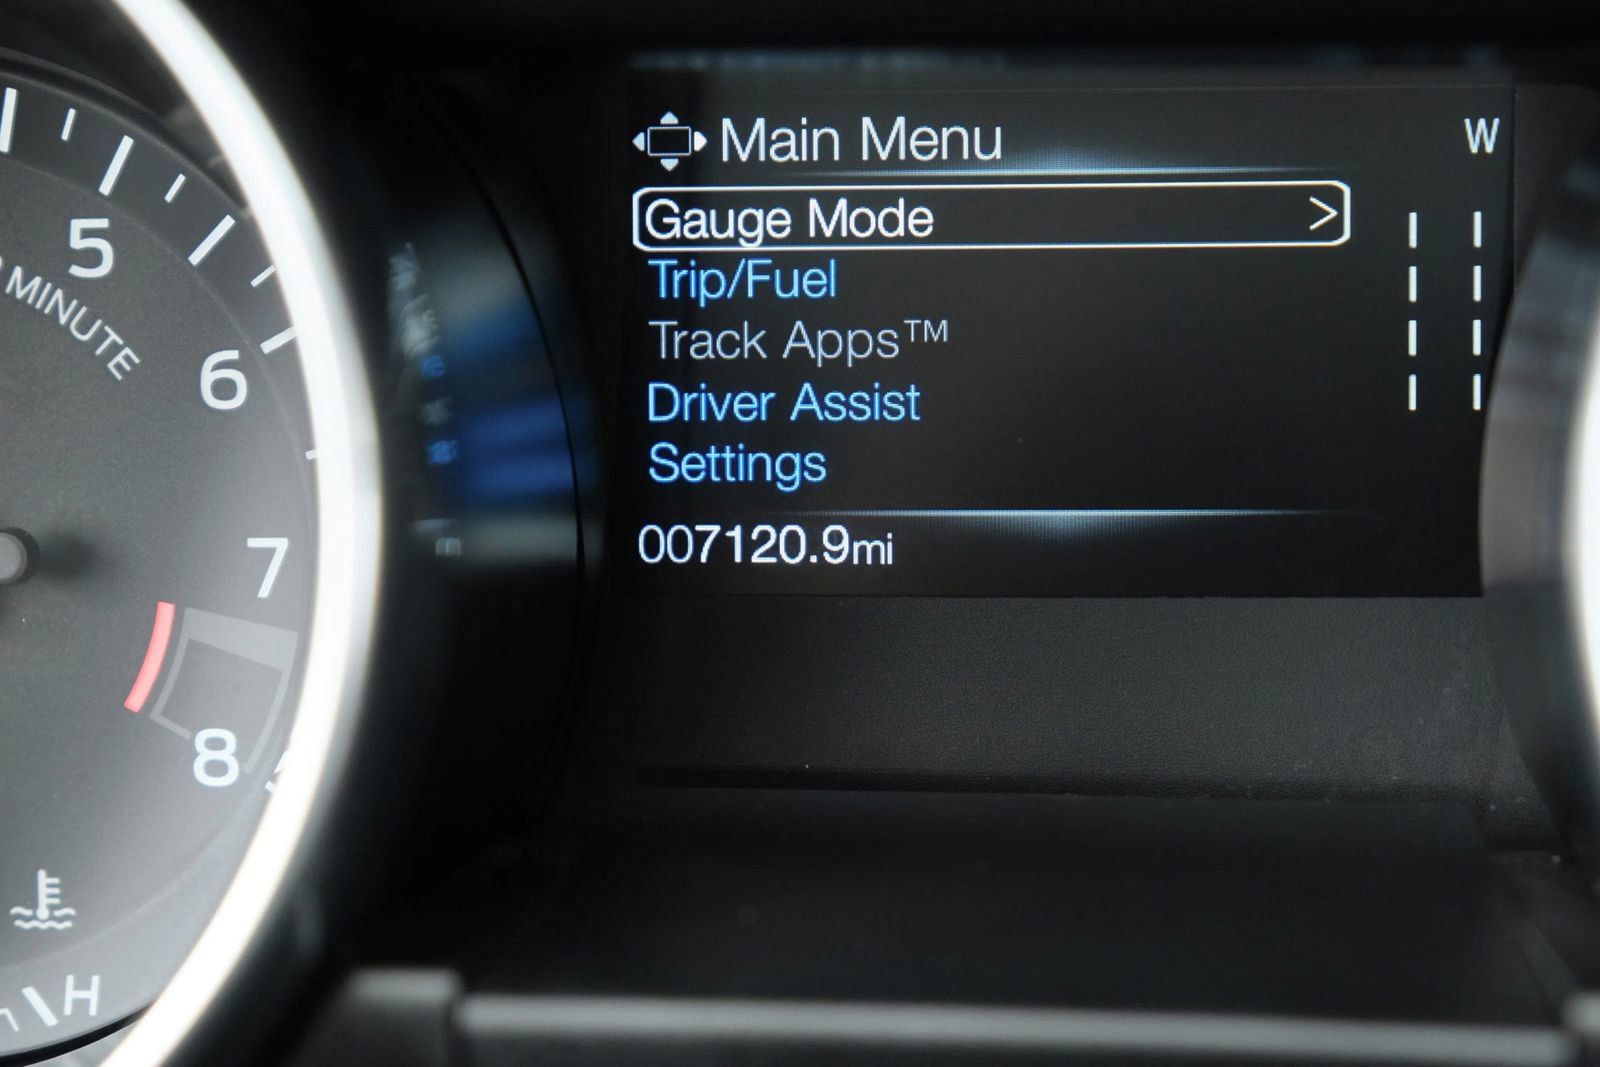 Main Menu
W
Gauge Mode >
Trip/Fuel
Track Apps™
Driver Assist
Settings
007120.9mi
5
6
7
8
MINUTE
H